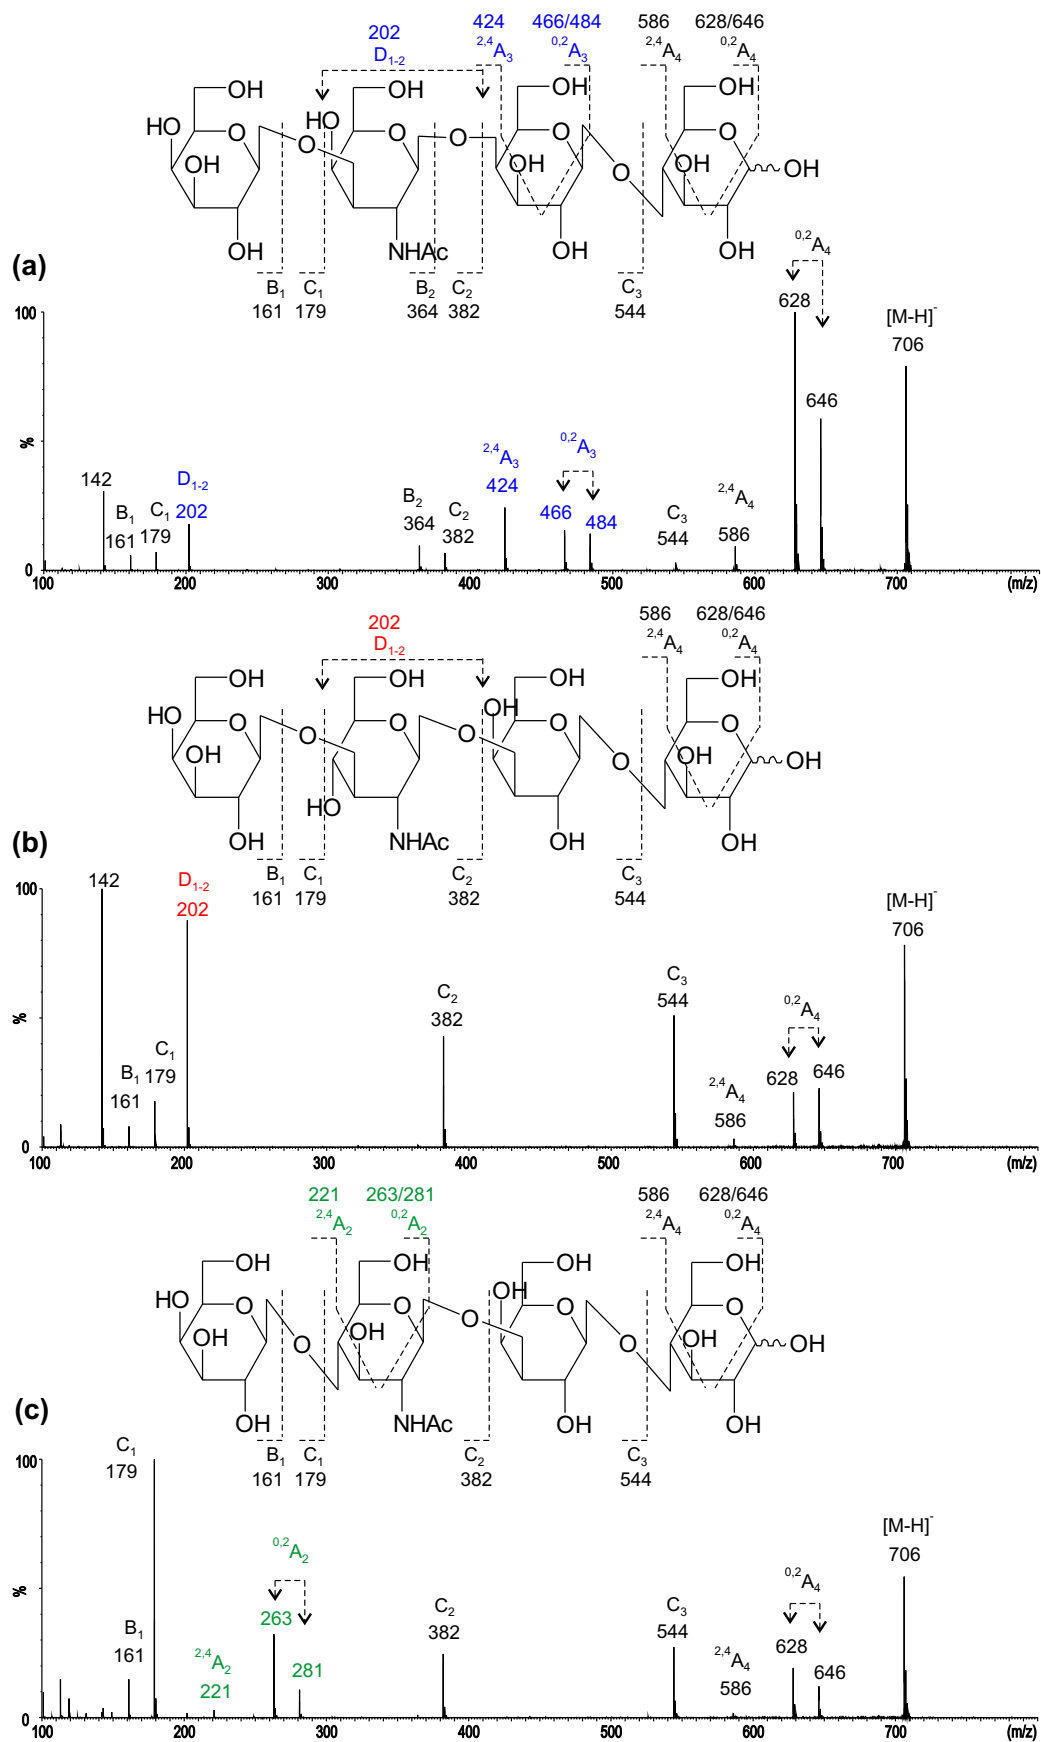 202
D1-2
424
2,4A3
466/484
0,2A3
586
2,4A4
628/646
0,2A4
OH HO OH OH OH
HO O O HO O O O OH O O OH O OH
OH OH NHAc OH OH
(a)
B1 C1 B2 C2 C3
161 179 364 382 544
0,2A4
628
[M-H]-
706
646
100
%
0
142
B1
161
C1
179
D1-2
202
B2
364
C2
382
2,4A3
424
0,2A3
466
484
C3
544
2,4A4
586
100 200 300 400 500 600 700 (m/z)
202
D1-2
586
2,4A4
628/646
0,2A4
OH OH OH OH
HO O O O O OH O O O
OH HO OH OH
OH NHAc OH OH
(b)
B1 C1 C2 C3
161 179 382 544
100
%
0
142
D1-2
202
B1
161
C1
179
C2
382
C3
544
2,4A4
586
0,2A4
628
646
[M-H]-
706
100 200 300 400 500 600 700 (m/z)
221
2,4A2
263/281
0,2A2
586
2,4A4
628/646
0,2A4
OH OH OH OH
HO O O O O OH O O O
OH OH OH OH
OH NHAc OH OH
(c)
B1 C1 C2 C3
161 179 382 544
100
%
0
C1
179
B1
161
2,4A2
221
0,2A2
263
281
C2
382
C3
544
2,4A4
586
0,2A4
628
646
[M-H]-
706
100 200 300 400 500 600 700 (m/z)